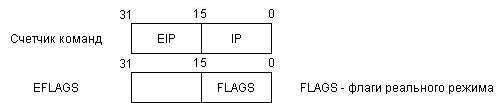 31 15 0
Счетчик команд EIP IP
31 15 0
EFLAGS FLAGS FLAGS - флаги реального режима